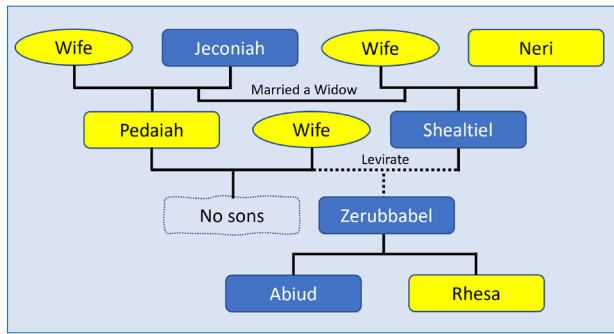 Wife
Jeconiah
Wife
Neri
Married a Widow
Pedaiah
Wife
Shealtiel
Levirate
No sons
Zerubbabel
Abiud
Rhesa